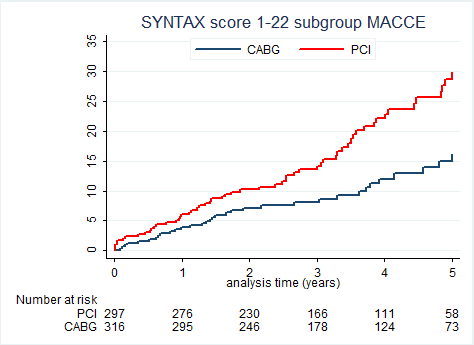 SYNTAX score 1-22 subgroup MACCE
CABG PCI
35
30
25
20
15
10
5
0
0 1 2 3 4 5
analysis time (years)
Number at risk
PCI 297 276 230 166 111 58
CABG 316 295 246 178 124 73